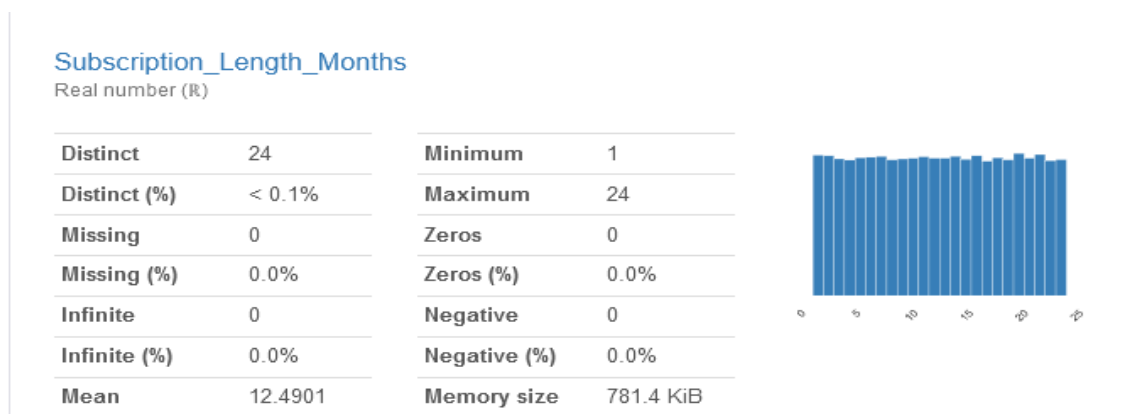 Subscription_Length_Months
Real number (ℝ)
Distinct 24
Distinct (%) < 0.1%
Missing 0
Missing (%) 0.0%
Infinite 0
Infinite (%) 0.0%
Mean 12.4901
Minimum 1
Maximum 24
Zeros 0
Zeros (%) 0.0%
Negative 0
Negative (%) 0.0%
Memory size 781.4 KiB
0 5 10 15 20 25